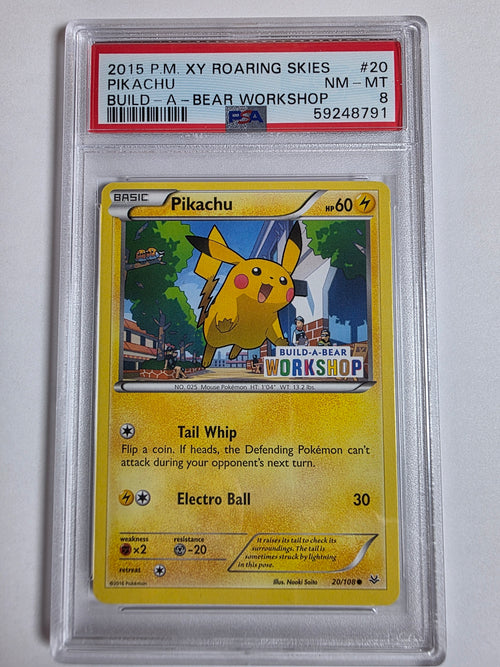 2015 P.M. XY ROARING SKIES #20
PIKACHU NM - MT
BUILD - A - BEAR WORKSHOP 8
PSA 59248791
BASIC Pikachu HP60
BUILD-A-BEAR
WORKSHOP
NO. 025 Mouse Pokémon HT: 1'04" WT: 13.2 lbs.
Tail Whip
Flip a coin. If heads, the Defending Pokémon can't
attack during your opponent's next turn.
Electro Ball 30
weakness resistance
×2 -20
retreat
It raises its tail to check its
surroundings. The tail is
sometimes struck by lightning
in this pose.
©2016 Pokémon Illus. Naoki Saito 20/108